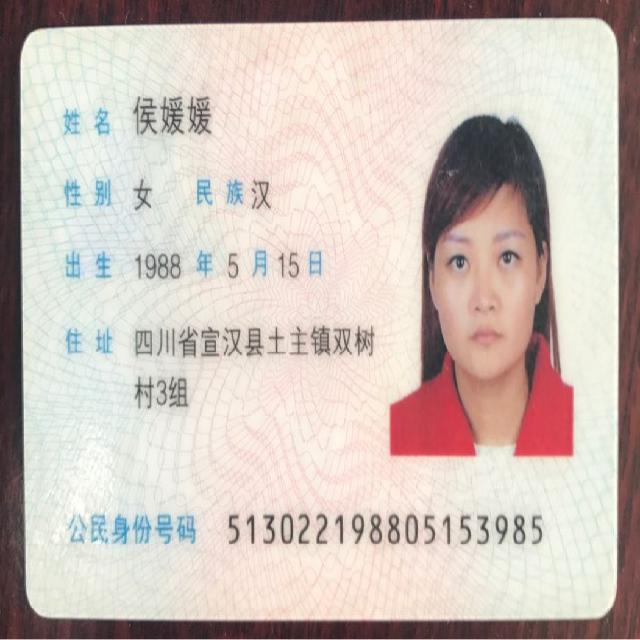 姓名 侯媛媛
性别 女 民族 汉
出生 1988 年 5 月 15 日
住址 四川省宣汉县土主镇双树
村3组
公民身份号码 513022198805153985